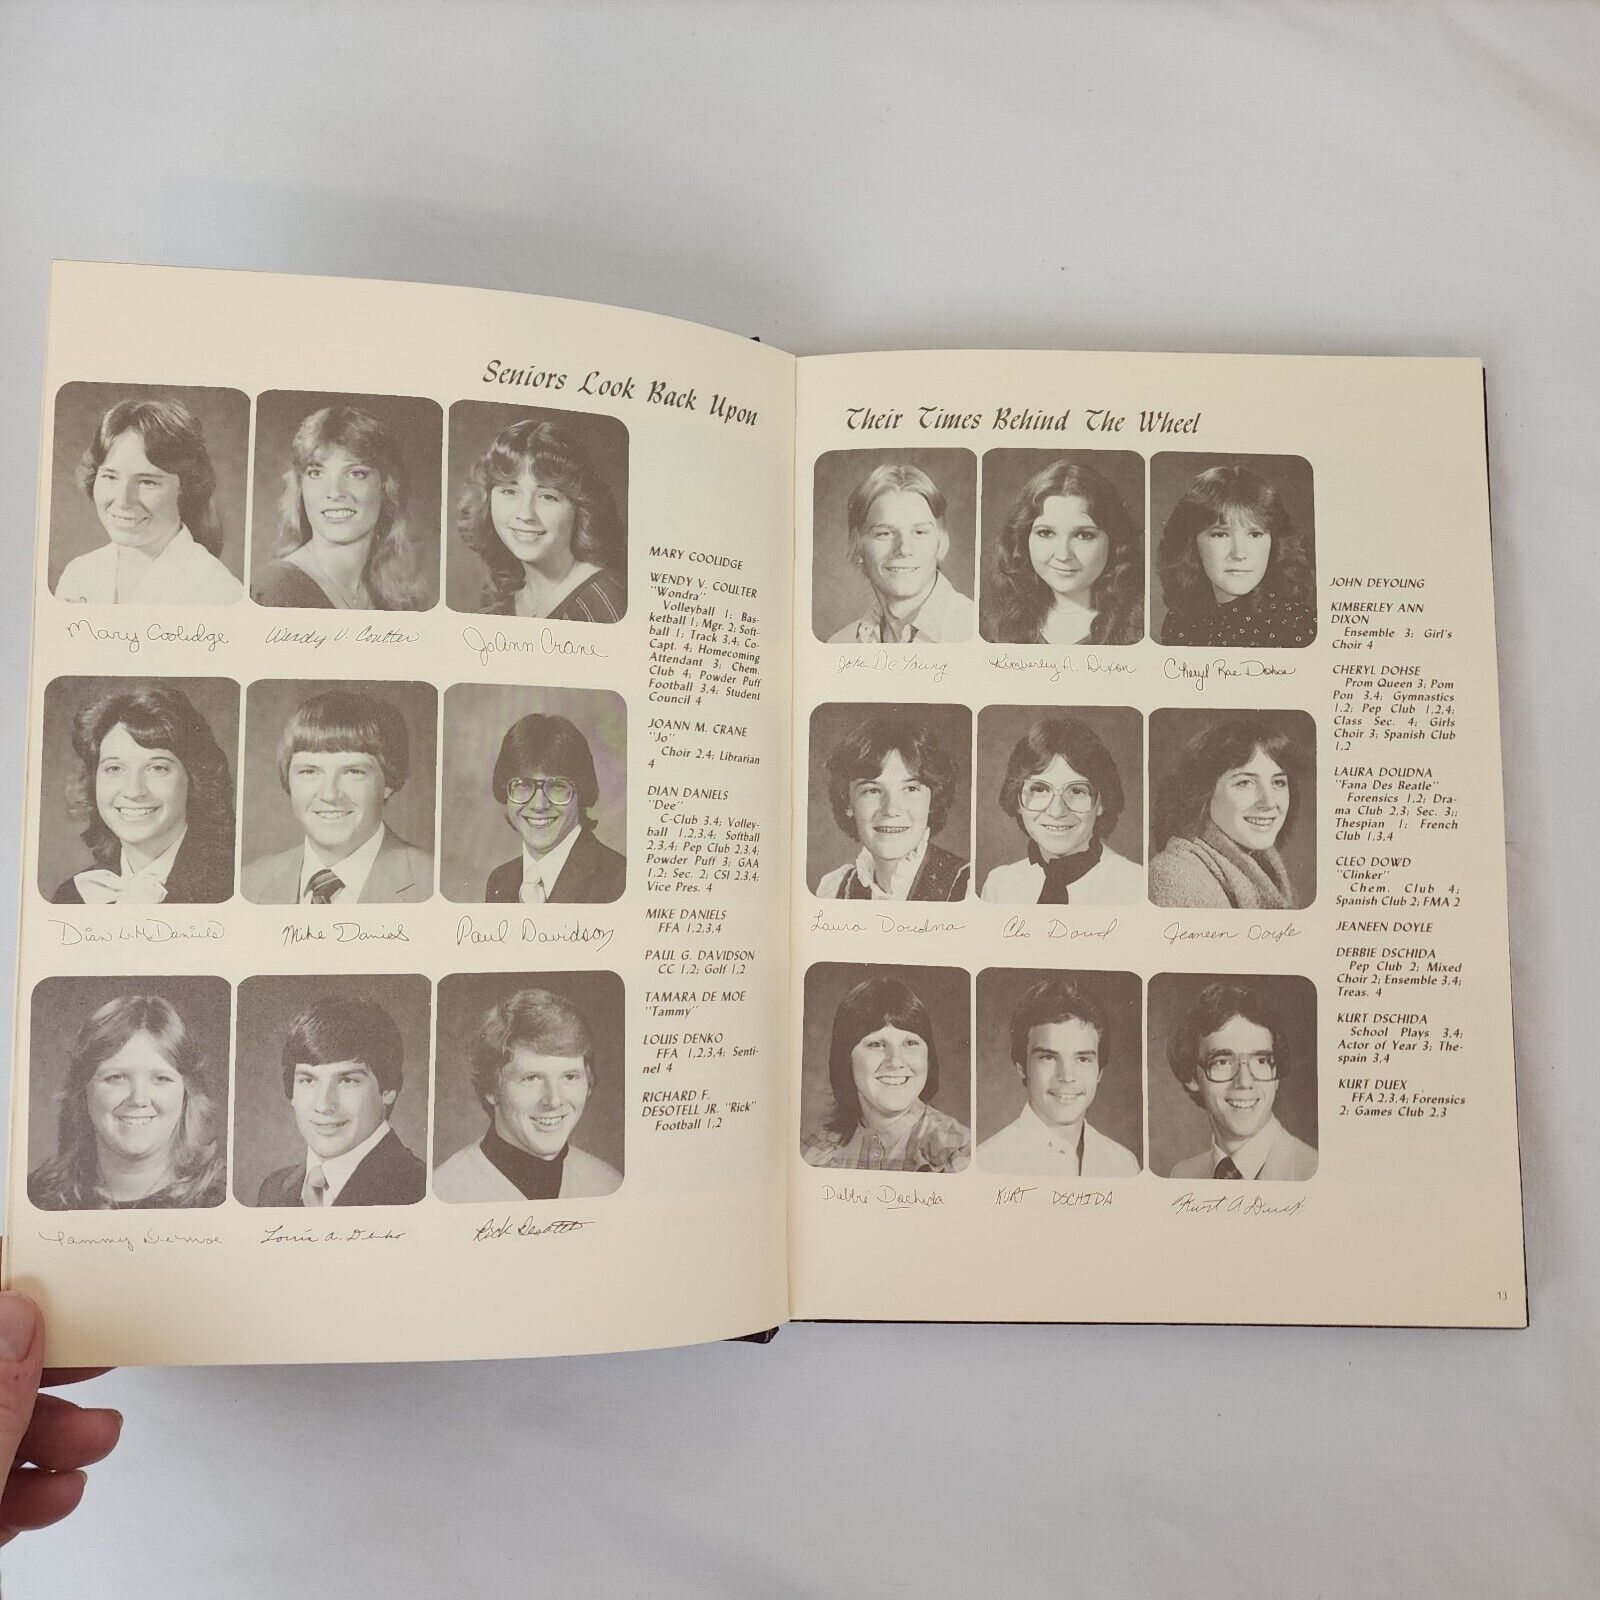 Seniors Look Back Upon
Mary Coolidge
Wendy V. Coulter
JoAnn Crane
Dian L. McDaniels
Mike Daniels
Paul Davidson
Tammy DeMoe
Louis A. Denko
Rick Desotell
MARY COOLIDGE
WENDY V. COULTER
"Wondra"
Volleyball 1; Bas-
ketball 1; Mgr. 2; Soft-
ball 1; Track 3,4; Co-
Capt. 4; Homecoming
Attendant 3; Chem.
Club 4; Powder Puff
Football 3,4; Student
Council 4
JOANN M. CRANE
"Jo"
Choir 2,4; Librarian
4
DIAN DANIELS
"Dee"
C-Club 3,4; Volley-
ball 1,2,3,4; Softball
2,3,4; Pep Club 2,3,4;
Powder Puff 3; GAA
1,2; Sec. 2; CSI 2,3,4;
Vice Pres. 4
MIKE DANIELS
FFA 1,2,3,4
PAUL G. DAVIDSON
CC 1,2; Golf 1,2
TAMARA DE MOE
"Tammy"
LOUIS DENKO
FFA 1,2,3,4; Senti-
nel 4
RICHARD F.
DESOTELL JR. "Rick"
Football 1,2
Their Times Behind The Wheel
John DeYoung
Kimberley A. Dixon
Cheryl Rae Dohse
Laura Doudna
Cleo Dowd
Jeaneen Doyle
Debbie Dschida
KURT DSCHIDA
Kurt A Duex
JOHN DEYOUNG
KIMBERLEY ANN
DIXON
Ensemble 3; Girl's
Choir 4
CHERYL DOHSE
Prom Queen 3; Pom
Pon 3,4; Gymnastics
1,2; Pep Club 1,2,4;
Class Sec. 4; Girls
Choir 3; Spanish Club
1,2
LAURA DOUDNA
"Fana Des Beatle"
Forensics 1,2; Dra-
ma Club 2,3; Sec. 3;;
Thespian 1; French
Club 1,3,4
CLEO DOWD
"Clinker"
Chem. Club 4;
Spanish Club 2; FMA 2
JEANEEN DOYLE
DEBBIE DSCHIDA
Pep Club 2; Mixed
Choir 2; Ensemble 3,4;
Treas. 4
KURT DSCHIDA
School Plays 3,4;
Actor of Year 3; The-
spain 3,4
KURT DUEX
FFA 2,3,4; Forensics
2; Games Club 2,3
13